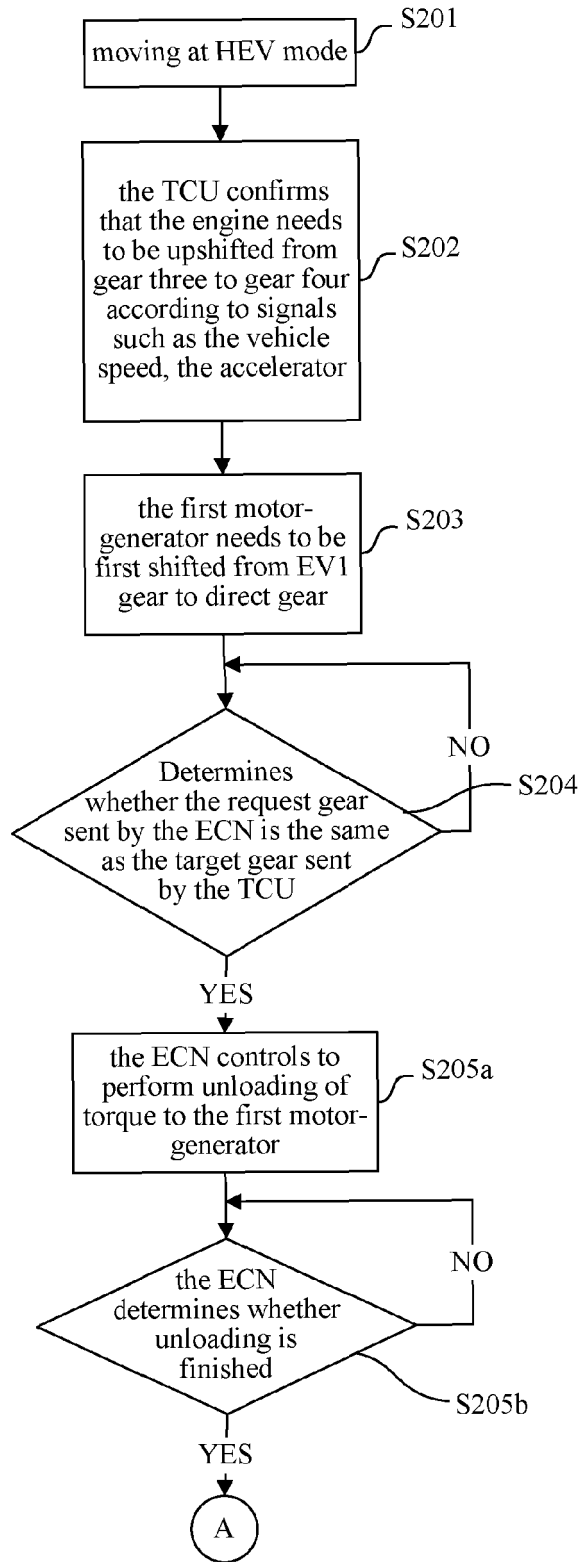 S201
moving at HEV mode
the TCU confirms
that the engine needs
to be upshifted from
gear three to gear four
according to signals
such as the vehicle
speed, the accelerator
S202
the first motor-
generator needs to be
first shifted from EV1
gear to direct gear
S203
NO
Determines
whether the request gear
sent by the ECN is the same
as the target gear sent
by the TCU
S204
YES
the ECN controls to
perform unloading of
torque to the first motor-
generator
S205a
NO
the ECN
determines whether
unloading is
finished
S205b
YES
A